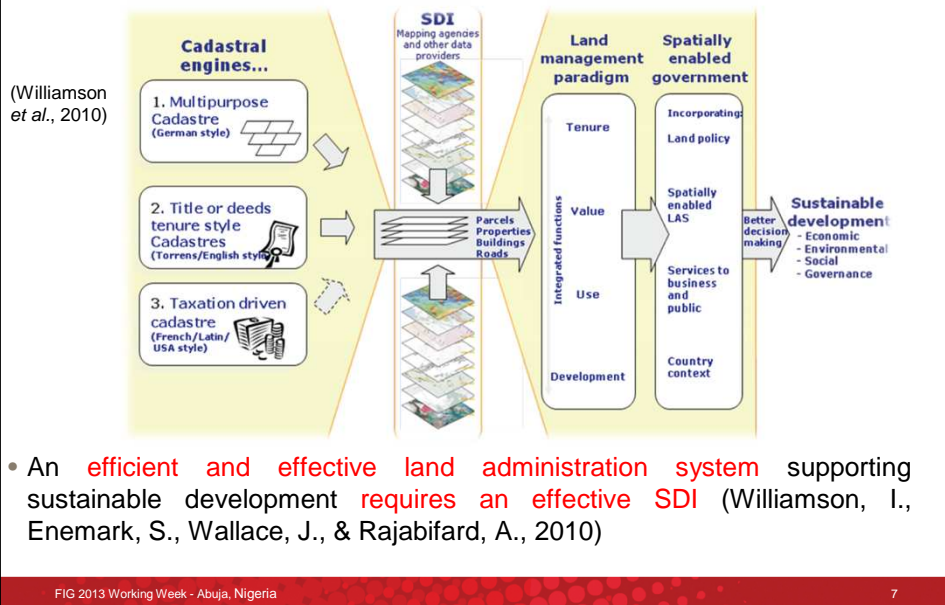 (Williamson
et al., 2010)
Cadastral
engines...
1. Multipurpose
Cadastre
(German style)
2. Title or deeds
tenure style
Cadastres
(Torrens/English style)
3. Taxation driven
cadastre
(French/Latin/
USA style)
SDI
Mapping agencies
and other data
providers
Parcels
Properties
Buildings
Roads
Land
management
paradigm
Integrated functions
Tenure
Value
Use
Development
Spatially
enabled
government
Incorporating:
Land policy
Spatially
enabled
LAS
Services to
business
and
public
Country
context
Better
decision
making
Sustainable
development
- Economic
- Environmental
- Social
- Governance
• An efficient and effective land administration system supporting
sustainable development requires an effective SDI (Williamson, I.,
Enemark, S., Wallace, J., & Rajabifard, A., 2010)
FIG 2013 Working Week - Abuja, Nigeria
7